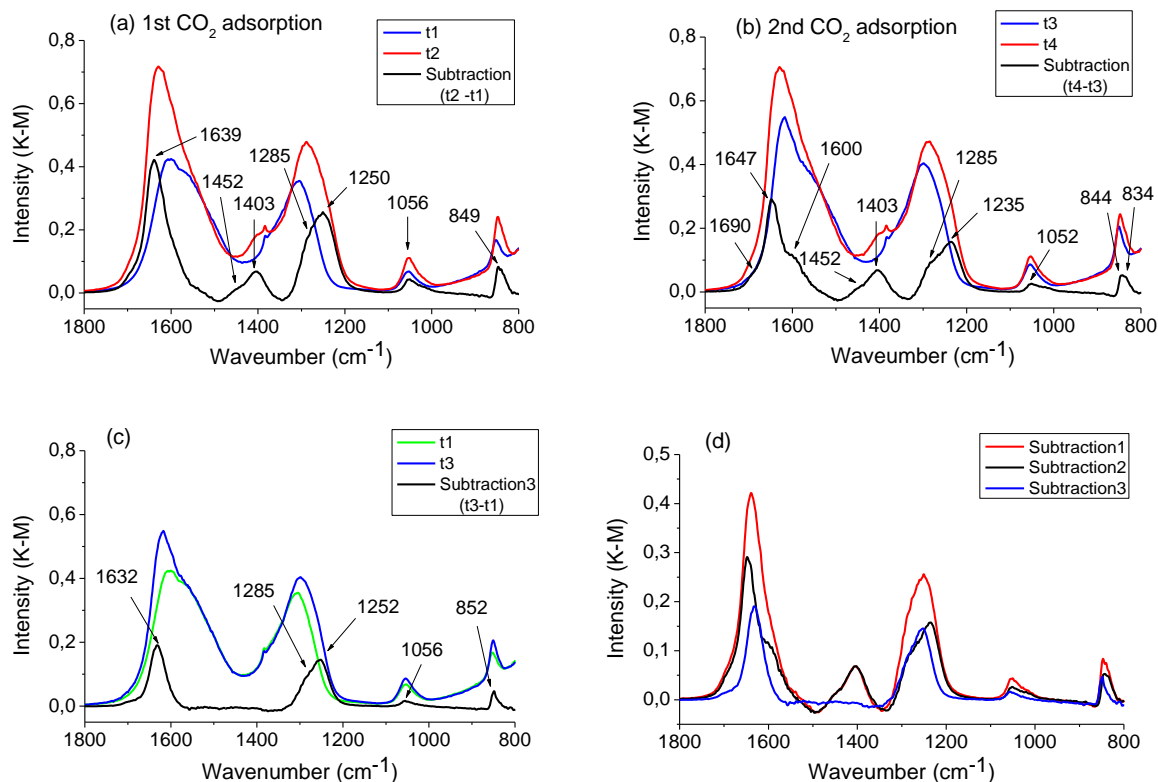 (a) 1st CO₂ adsorption
t1
t2
Subtraction
(t2 -t1)
0,8
0,6
0,4
0,2
0,0
Intensity (K-M)
1639
1452
1403
1285
1250
1056
849
1800 1600 1400 1200 1000 800
Waveumber (cm⁻¹)
(b) 2nd CO₂ adsorption
t3
t4
Subtraction
(t4-t3)
0,8
0,6
0,4
0,2
0,0
Intensity (K-M)
1647
1690
1600
1452
1403
1285
1235
1052
844
834
1800 1600 1400 1200 1000 800
Waveumber (cm⁻¹)
(c)
t1
t3
Subtraction3
(t3-t1)
0,8
0,6
0,4
0,2
0,0
Intensity (K-M)
1632
1285
1252
1056
852
1800 1600 1400 1200 1000 800
Wavenumber (cm⁻¹)
(d)
Subtraction1
Subtraction2
Subtraction3
0,5
0,4
0,3
0,2
0,1
0,0
Intensity (K-M)
1800 1600 1400 1200 1000 800
Wavenumber (cm⁻¹)